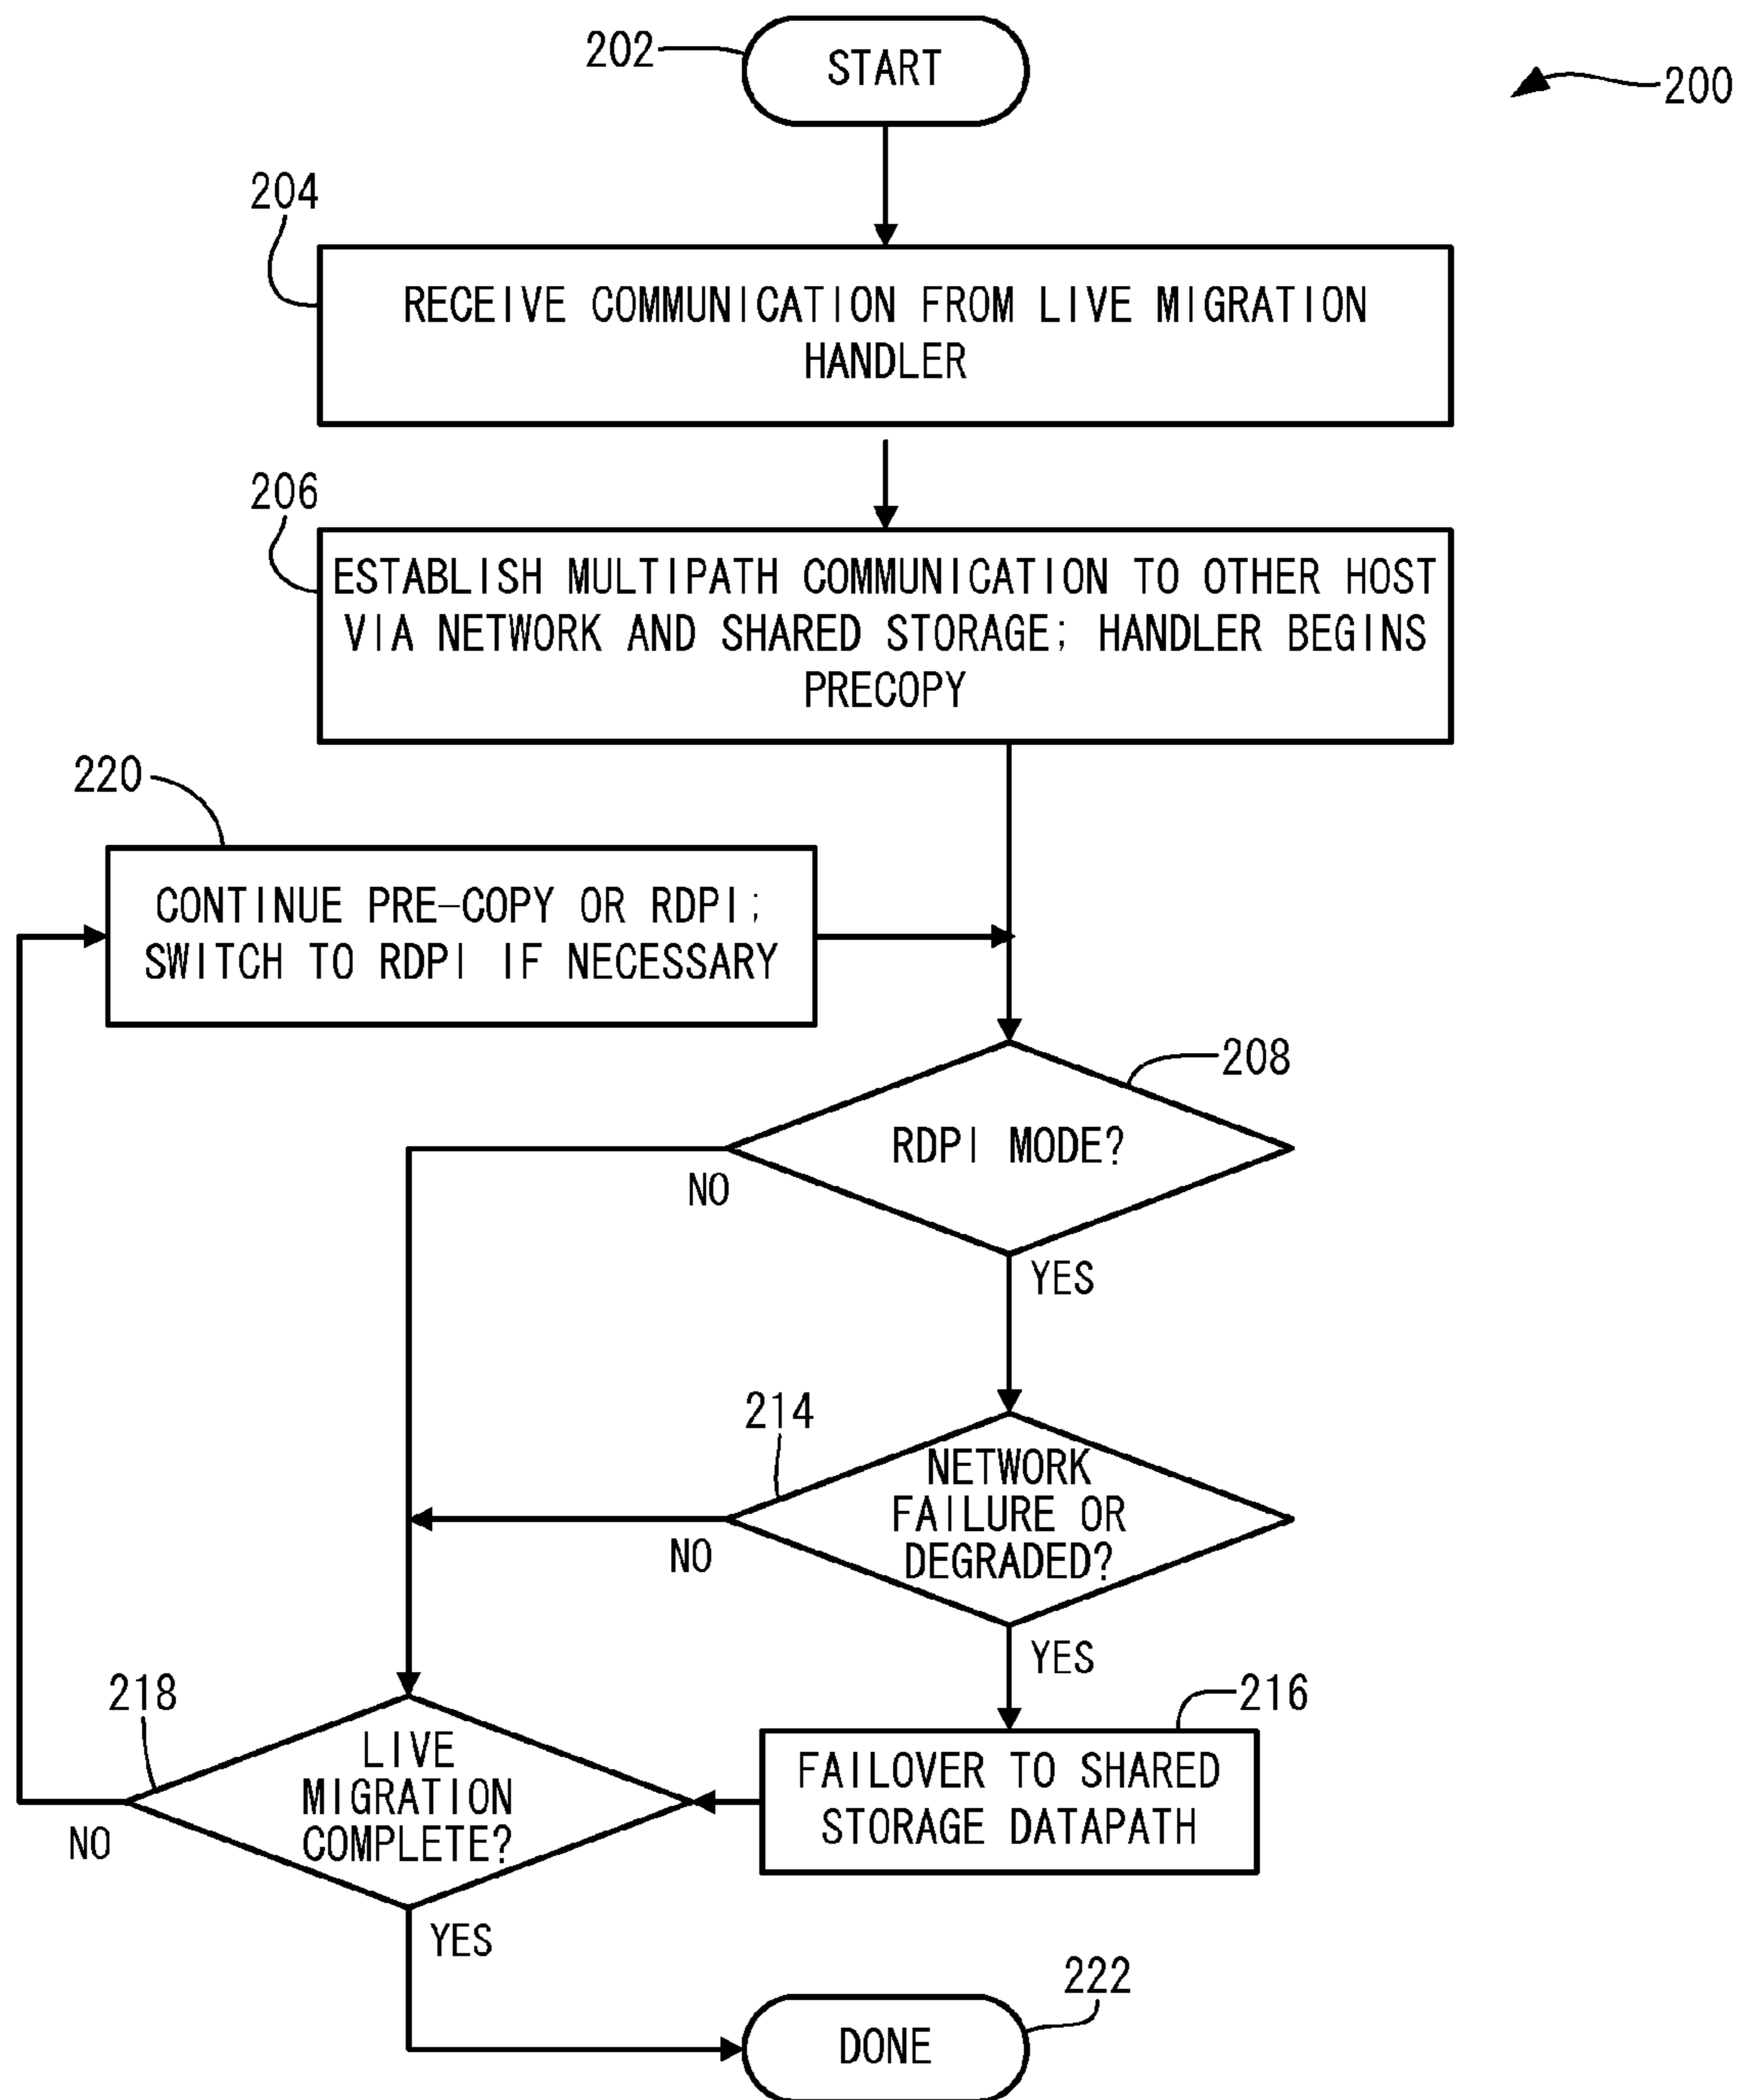 202
START
200
204
RECEIVE COMMUNICATION FROM LIVE MIGRATION
HANDLER
206
ESTABLISH MULTIPATH COMMUNICATION TO OTHER HOST
VIA NETWORK AND SHARED STORAGE; HANDLER BEGINS
PRECOPY
220
CONTINUE PRE-COPY OR RDPI;
SWITCH TO RDPI IF NECESSARY
208
RDPI MODE?
NO
YES
214
NETWORK
FAILURE OR
DEGRADED?
NO
YES
216
FAILOVER TO SHARED
STORAGE DATAPATH
218
LIVE
MIGRATION
COMPLETE?
NO
YES
222
DONE